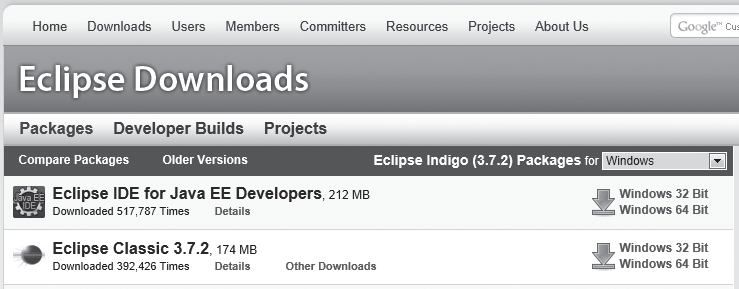 Home Downloads Users Members Committers Resources Projects About Us Google™ Cus
Eclipse Downloads
Packages Developer Builds Projects
Compare Packages Older Versions Eclipse Indigo (3.7.2) Packages for Windows
Eclipse IDE for Java EE Developers, 212 MB Windows 32 Bit
Java EE IDE
Downloaded 517,787 Times Details Windows 64 Bit
Eclipse Classic 3.7.2, 174 MB Windows 32 Bit
Downloaded 392,426 Times Details Other Downloads Windows 64 Bit